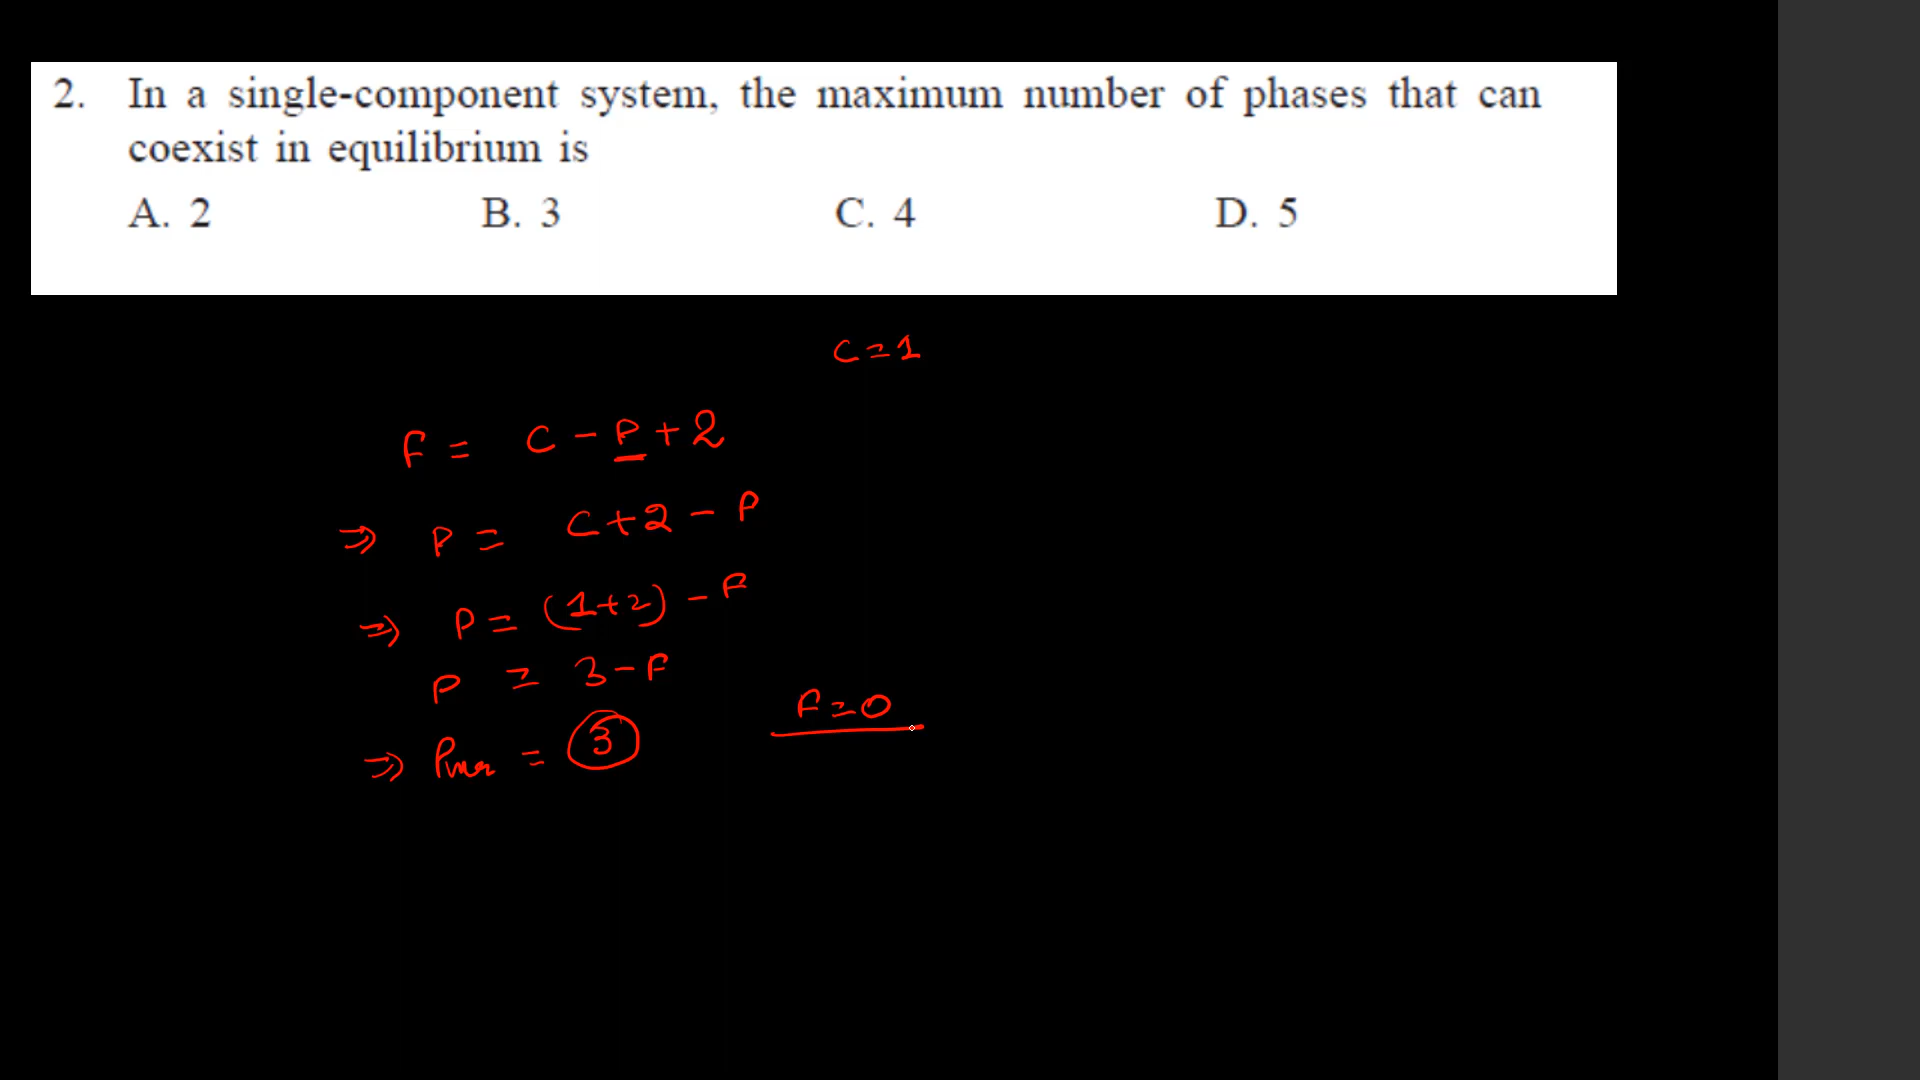 2. In a single-component system, the maximum number of phases that can
coexist in equilibrium is
A. 2 B. 3 C. 4 D. 5
C = 1
F = C - P + 2
⇒ P = C + 2 - P
⇒ P = (1+2) - F
P = 3 - F
F = 0
⇒ Pmax = 3